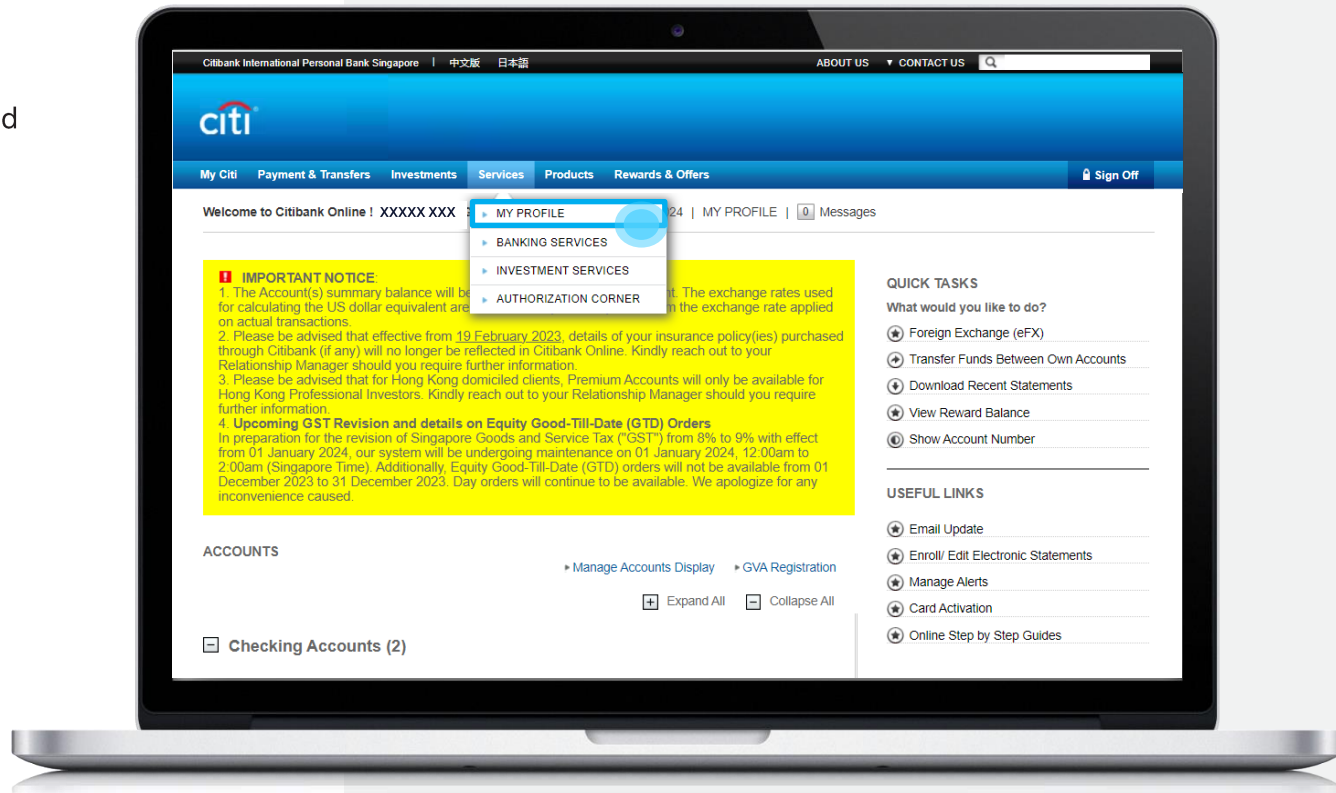 d
Citibank International Personal Bank Singapore | 中文版 日本語 ABOUT US ▼ CONTACT US
citi
My Citi Payment & Transfers Investments Services Products Rewards & Offers Sign Off
Welcome to Citibank Online ! XXXXX XXX 24 | MY PROFILE | 0 Messages
MY PROFILE
BANKING SERVICES
INVESTMENT SERVICES
AUTHORIZATION CORNER
! IMPORTANT NOTICE:
1. The Account(s) summary balance will be t. The exchange rates used
for calculating the US dollar equivalent are the exchange rate applied
on actual transactions.
2. Please be advised that effective from 19 February 2023, details of your insurance policy(ies) purchased
through Citibank (if any) will no longer be reflected in Citibank Online. Kindly reach out to your
Relationship Manager should you require further information.
3. Please be advised that for Hong Kong domiciled clients, Premium Accounts will only be available for
Hong Kong Professional Investors. Kindly reach out to your Relationship Manager should you require
further information.
4. Upcoming GST Revision and details on Equity Good-Till-Date (GTD) Orders
In preparation for the revision of Singapore Goods and Service Tax ("GST") from 8% to 9% with effect
from 01 January 2024, our system will be undergoing maintenance on 01 January 2024, 12:00am to
2:00am (Singapore Time). Additionally, Equity Good-Till-Date (GTD) orders will not be available from 01
December 2023 to 31 December 2023. Day orders will continue to be available. We apologize for any
inconvenience caused.
ACCOUNTS
Manage Accounts Display GVA Registration
+ Expand All - Collapse All
- Checking Accounts (2)
QUICK TASKS
What would you like to do?
Foreign Exchange (eFX)
Transfer Funds Between Own Accounts
Download Recent Statements
View Reward Balance
Show Account Number
USEFUL LINKS
Email Update
Enroll/ Edit Electronic Statements
Manage Alerts
Card Activation
Online Step by Step Guides